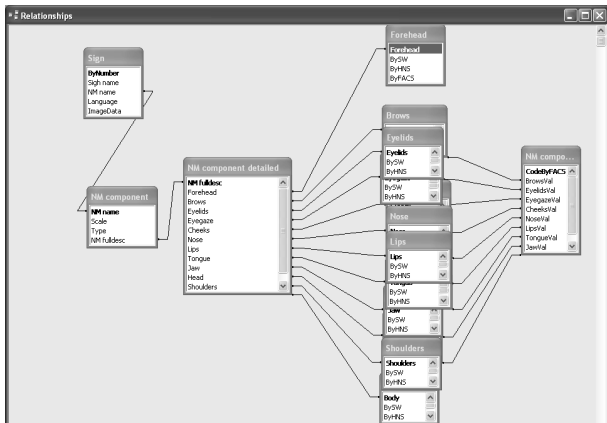 Relationships
Sign
ByNumber
Sigh name
NM name
Language
ImageData
NM component
NM name
Scale
Type
NM fulldesc
NM component detailed
NM fulldesc
Forehead
Brows
Eyelids
Eyegaze
Cheeks
Nose
Lips
Tongue
Jaw
Head
Shoulders
Forehead
Forehead
BySW
ByHNS
ByFACS
Brows
Eyelids
Eyelids
BySW
ByHNS
BySW
ByHNS
Nose
Lips
Lips
BySW
ByHNS
BySW
ByHNS
Jaw
Shoulders
Shoulders
BySW
ByHNS
Body
BySW
ByHNS
NM compo...
CodeByFACS
BrowsVal
EyelidsVal
EyegazeVal
CheeksVal
NoseVal
LipsVal
TongueVal
JawVal